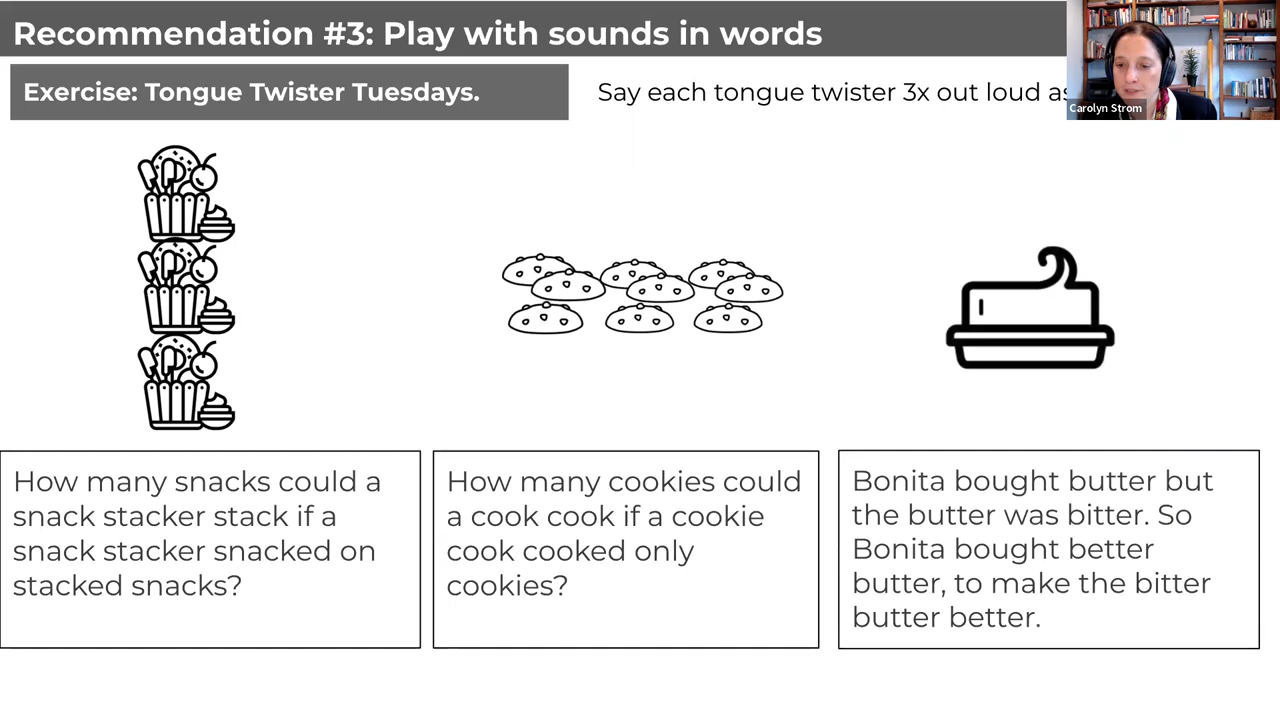 Recommendation #3: Play with sounds in words
Exercise: Tongue Twister Tuesdays.
Say each tongue twister 3x out loud as
Carolyn Strom
How many snacks could a
snack stacker stack if a
snack stacker snacked on
stacked snacks?
How many cookies could
a cook cook if a cookie
cook cooked only
cookies?
Bonita bought butter but
the butter was bitter. So
Bonita bought better
butter, to make the bitter
butter better.